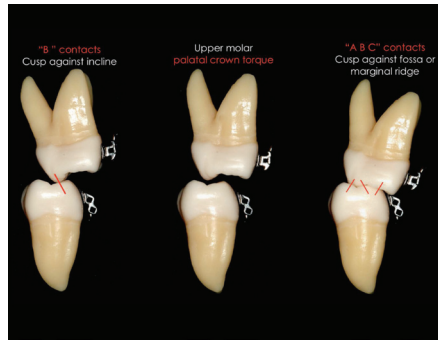 "B " contacts
Cusp against incline
Upper molar
palatal crown torque
"A B C" contacts
Cusp against fossa or
marginal ridge